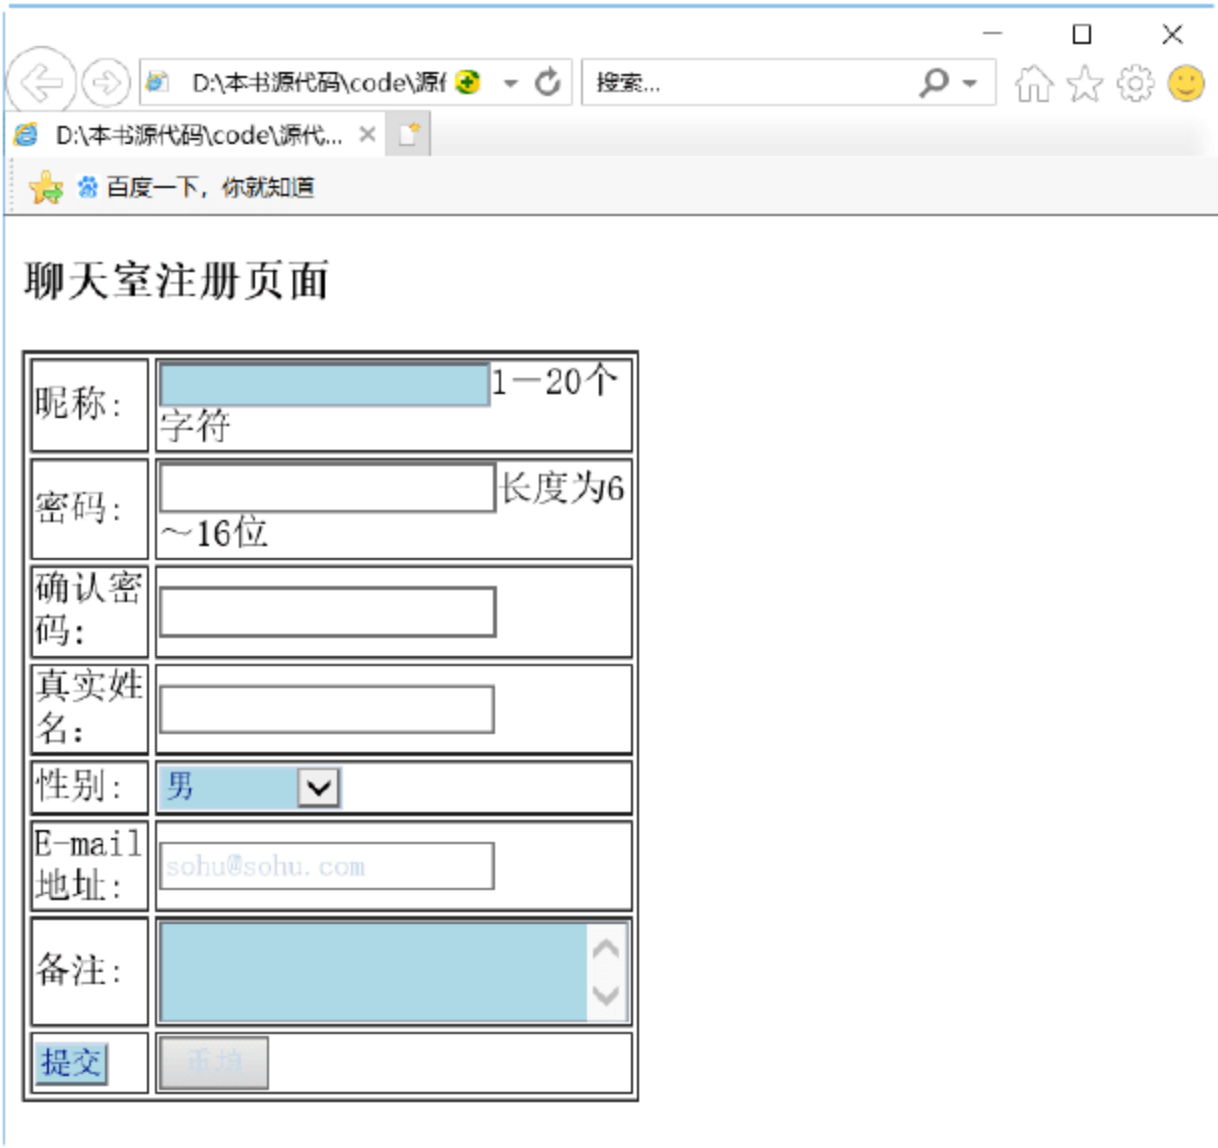 D:\本书源代码\code\源f
搜索...
D:\本书源代码\code\源代...
百度一下，你就知道
聊天室注册页面
昵称:
1－20个
字符
密码:
长度为6
～16位
确认密
码:
真实姓
名:
性别:
男
E-mail
地址:
sohu@sohu.com
备注:
提交
重填